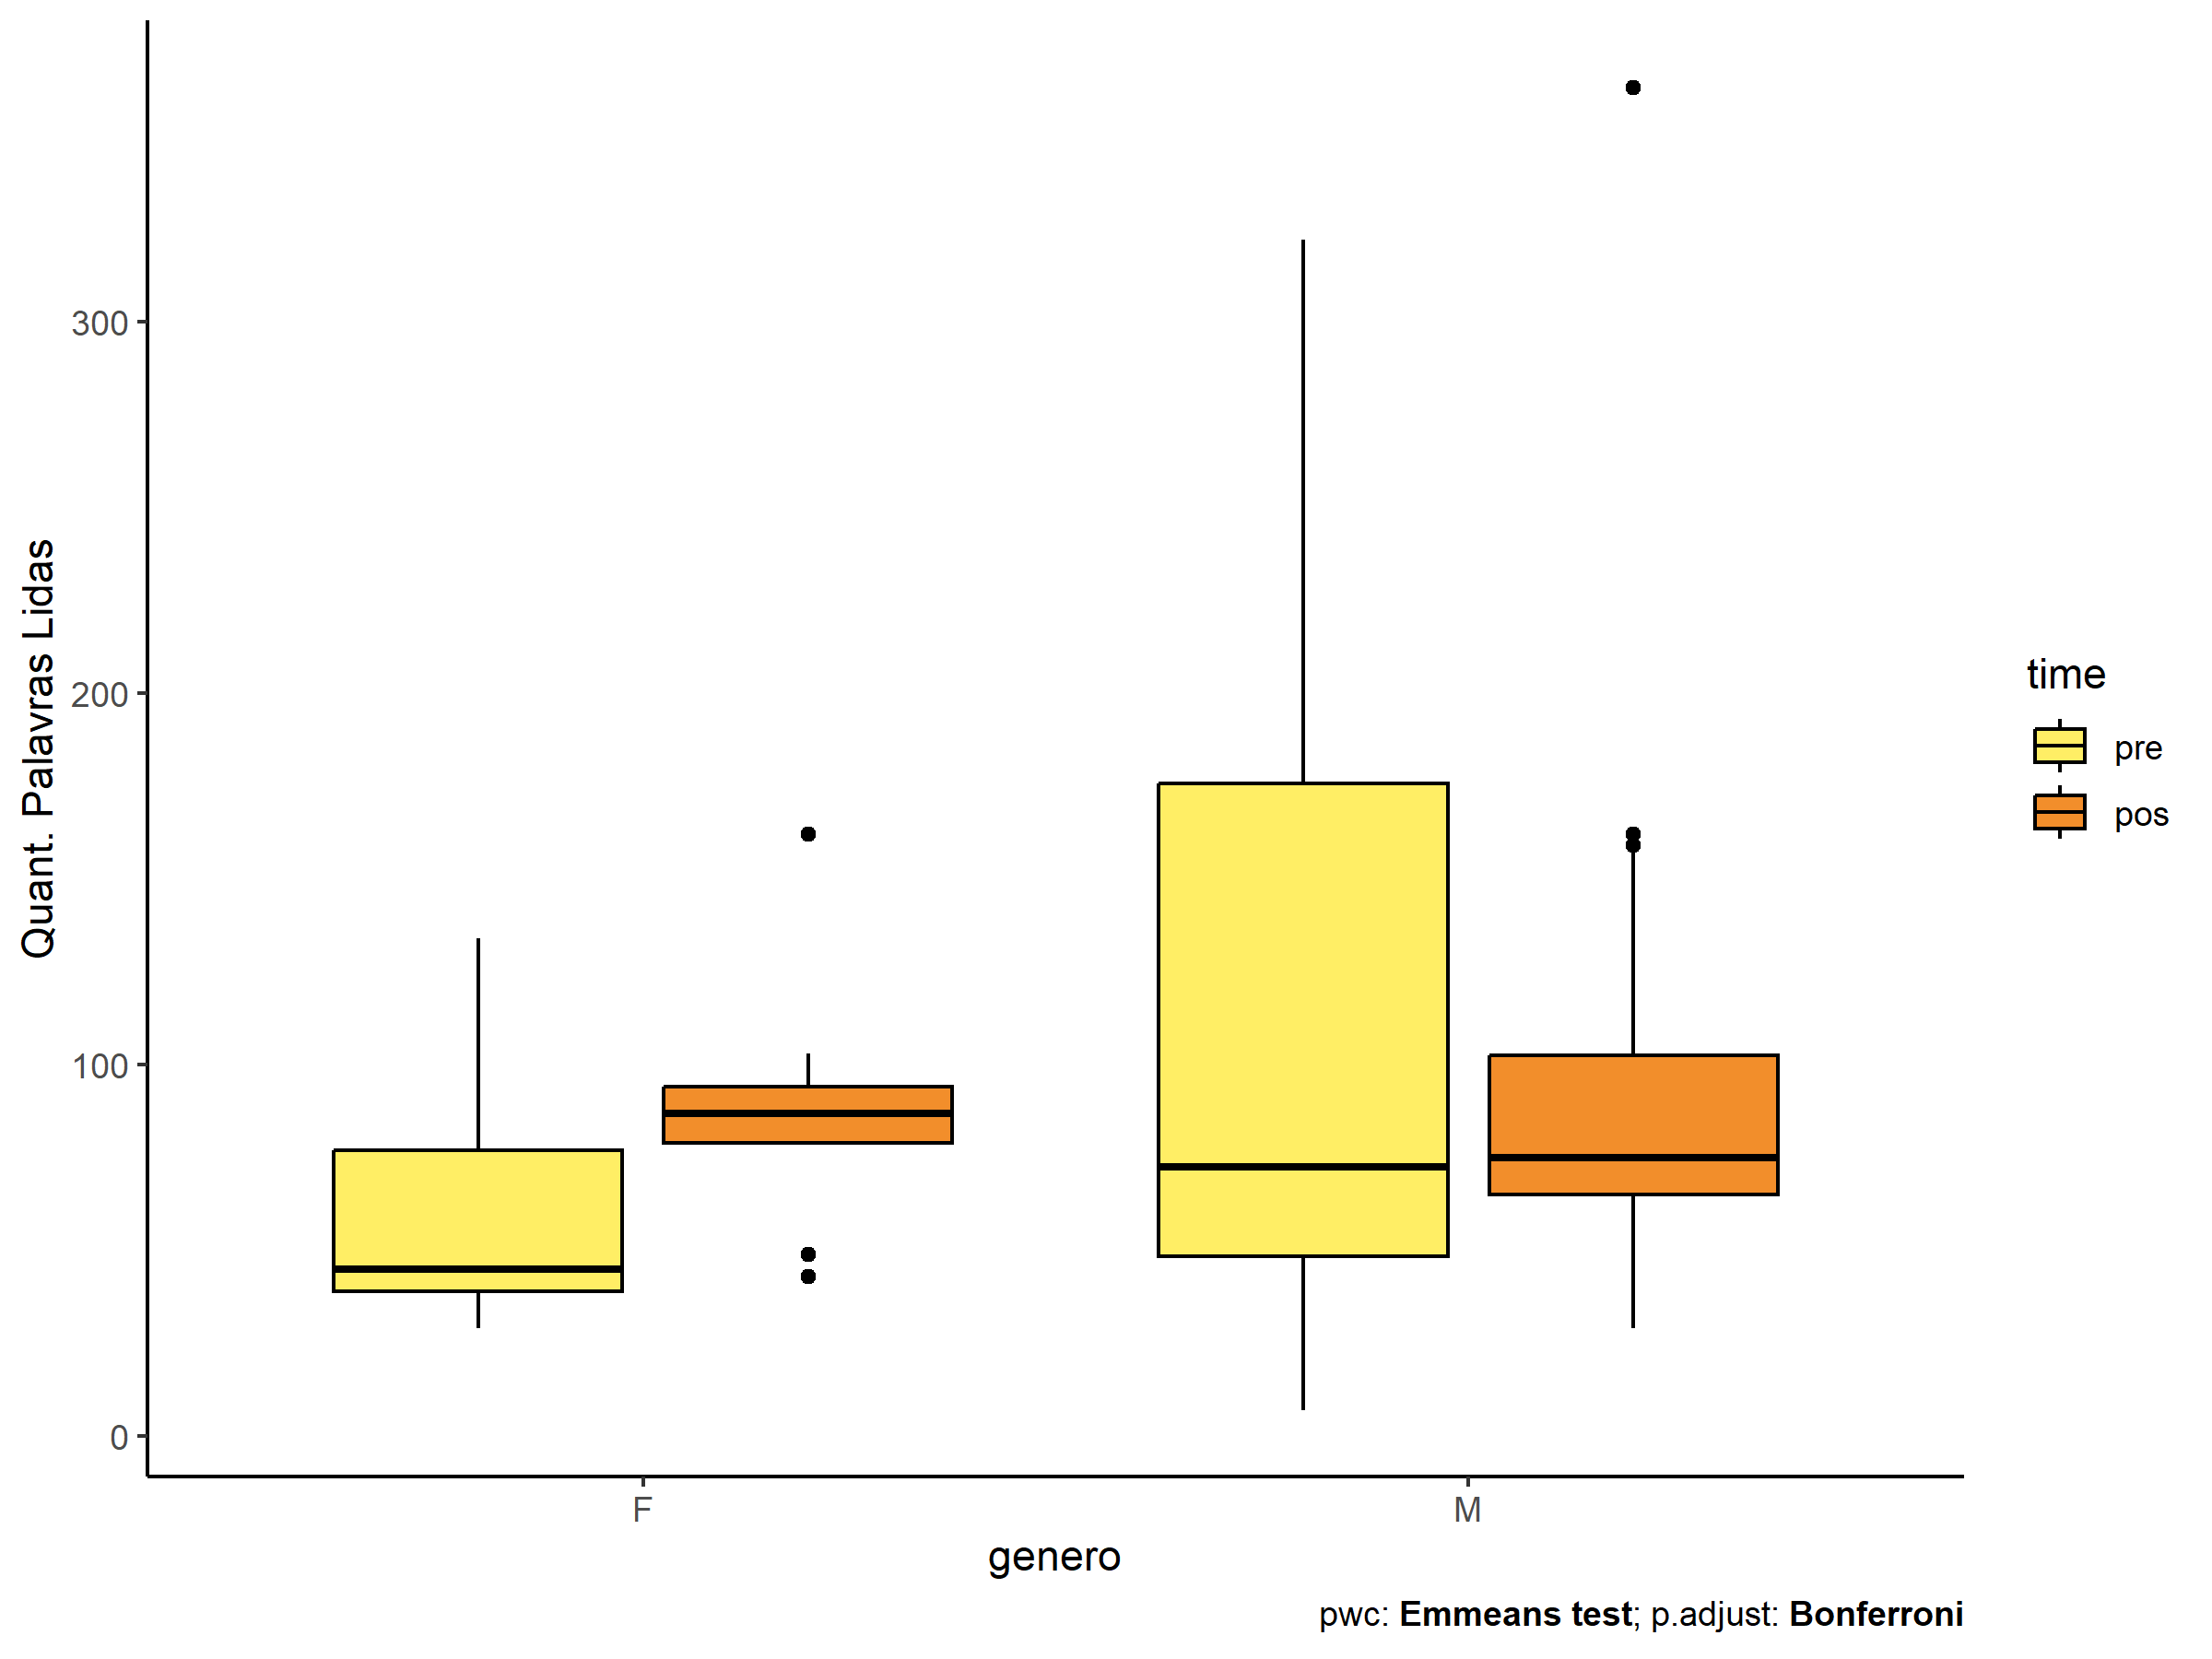 Quant. Palavras Lidas
300
200
100
0
F
M
genero
time
pre
pos
pwc: Emmeans test; p.adjust: Bonferroni